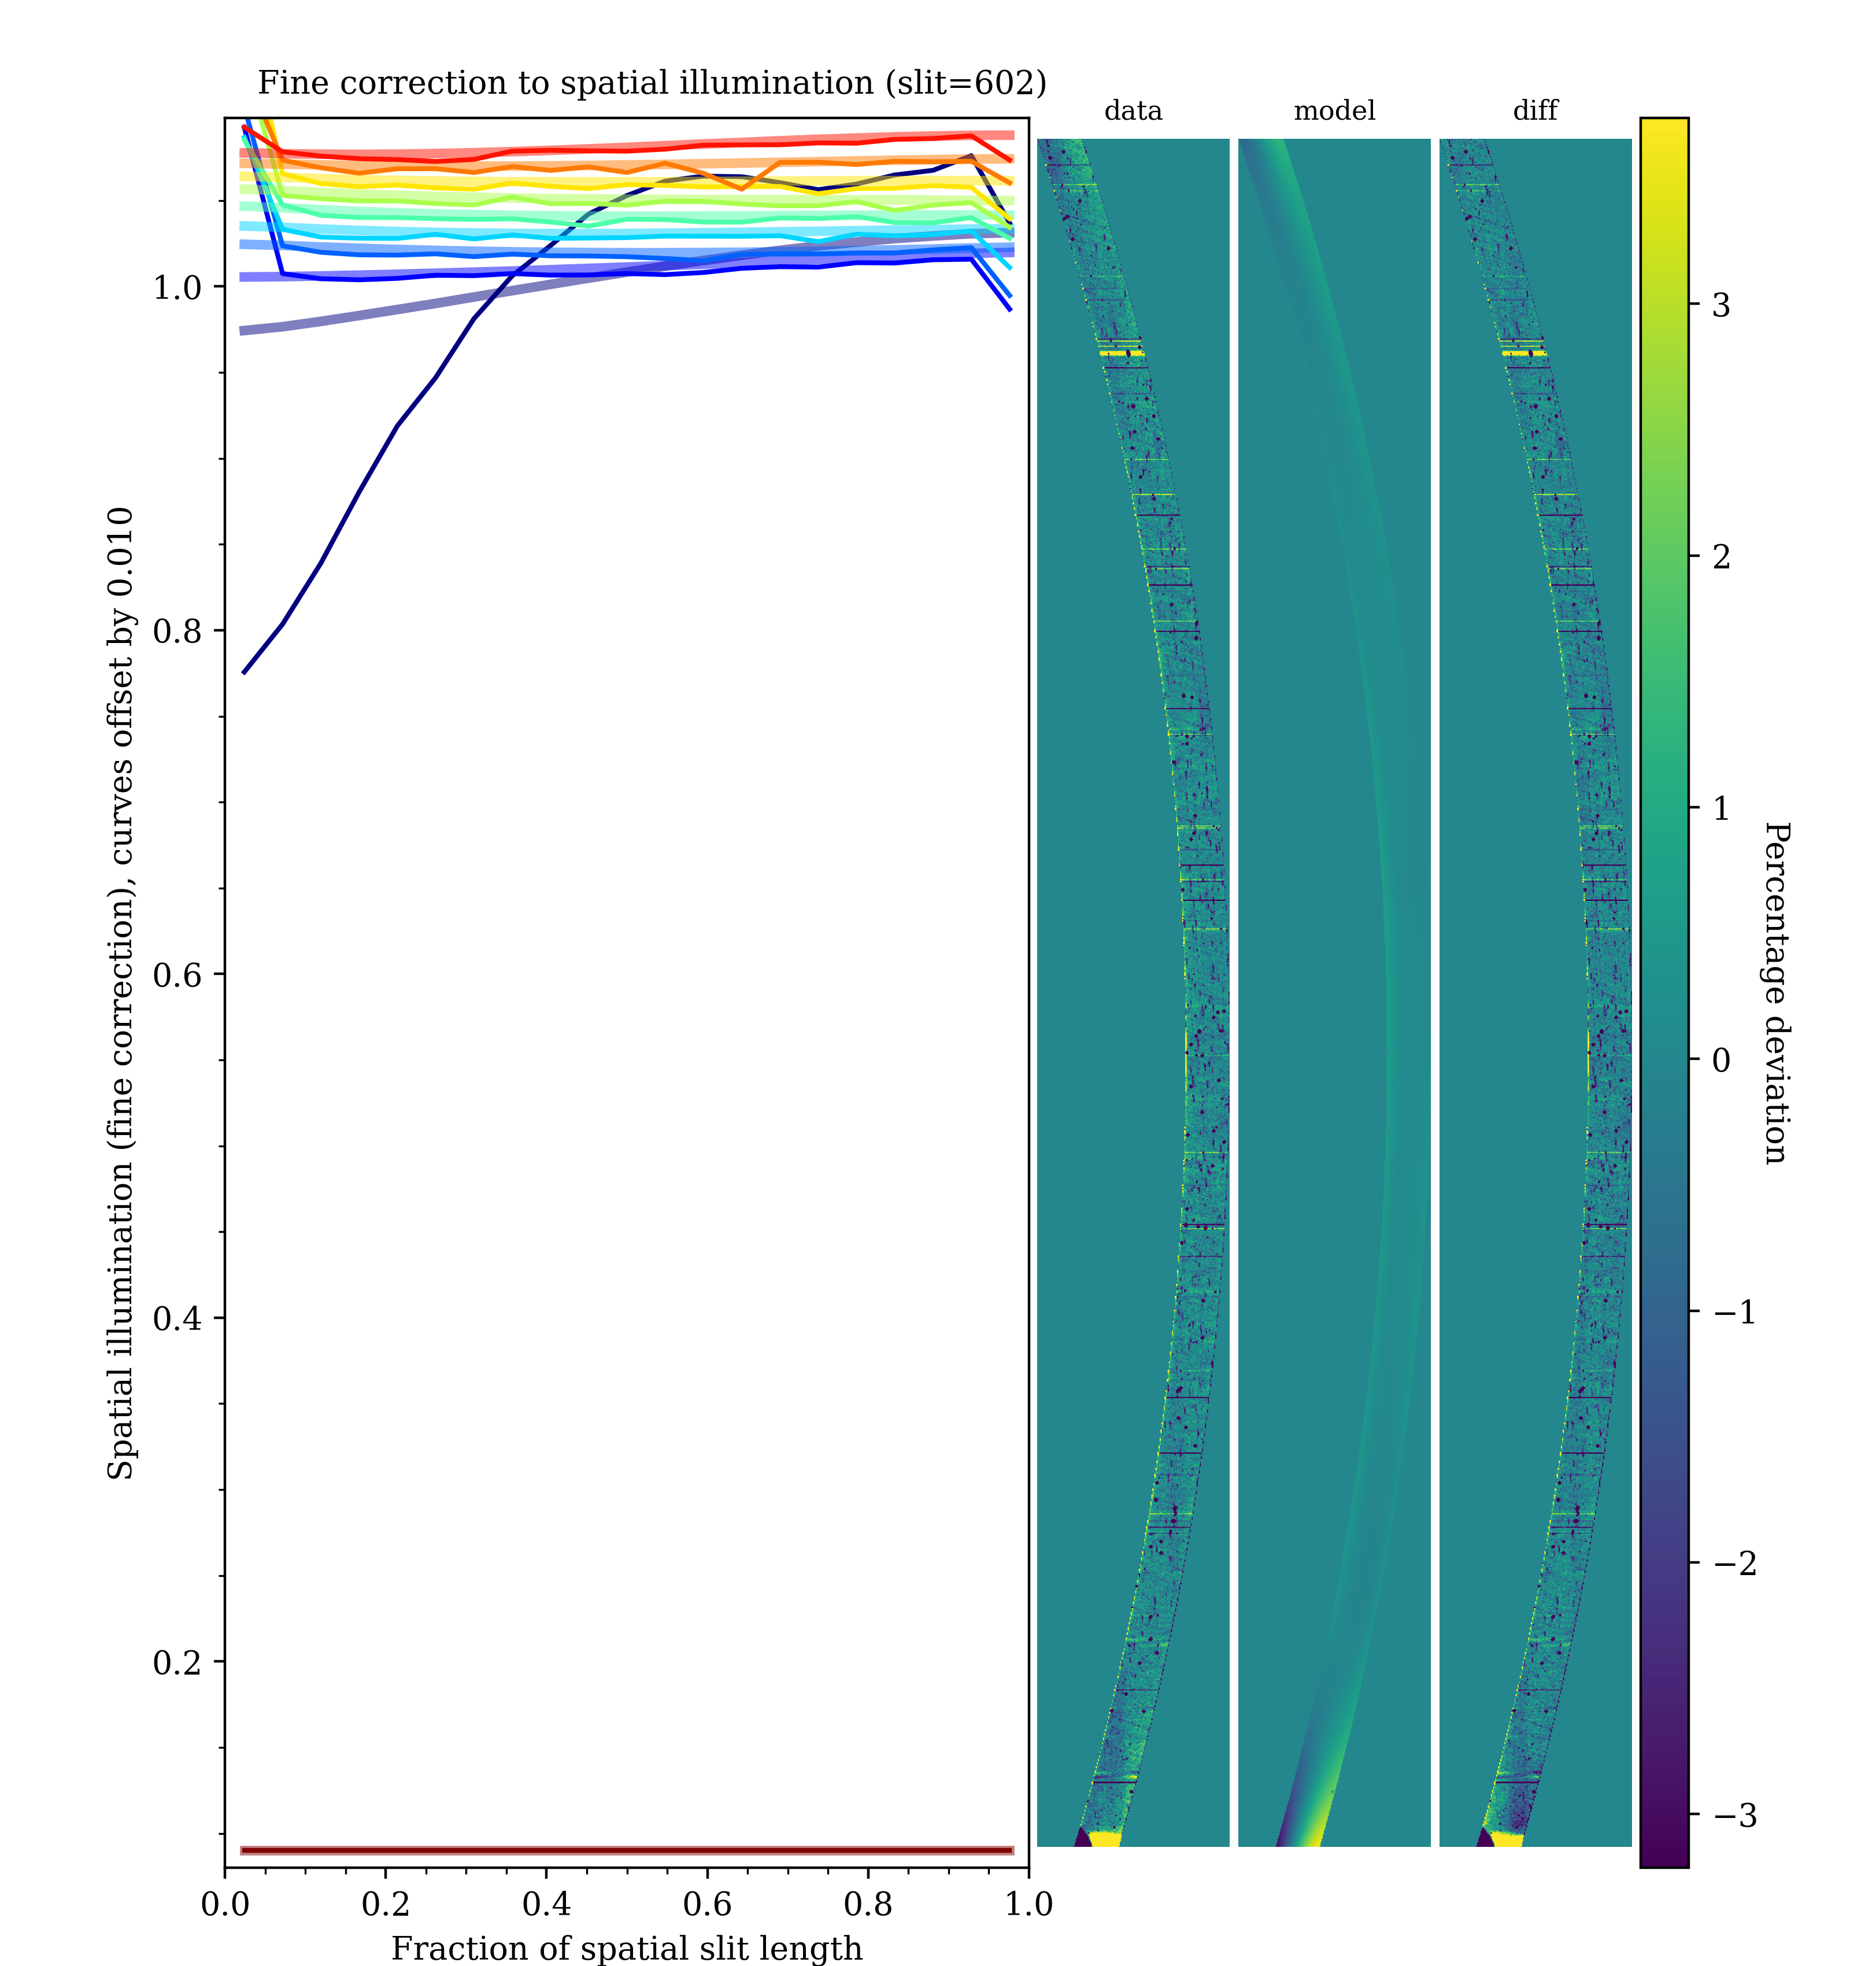 Fine correction to spatial illumination (slit=602)
data
model
diff
Spatial illumination (fine correction), curves offset by 0.010
1.0
0.8
0.6
0.4
0.2
0.0
0.2
0.4
0.6
0.8
1.0
Fraction of spatial slit length
3
2
1
0
−1
−2
−3
Percentage deviation